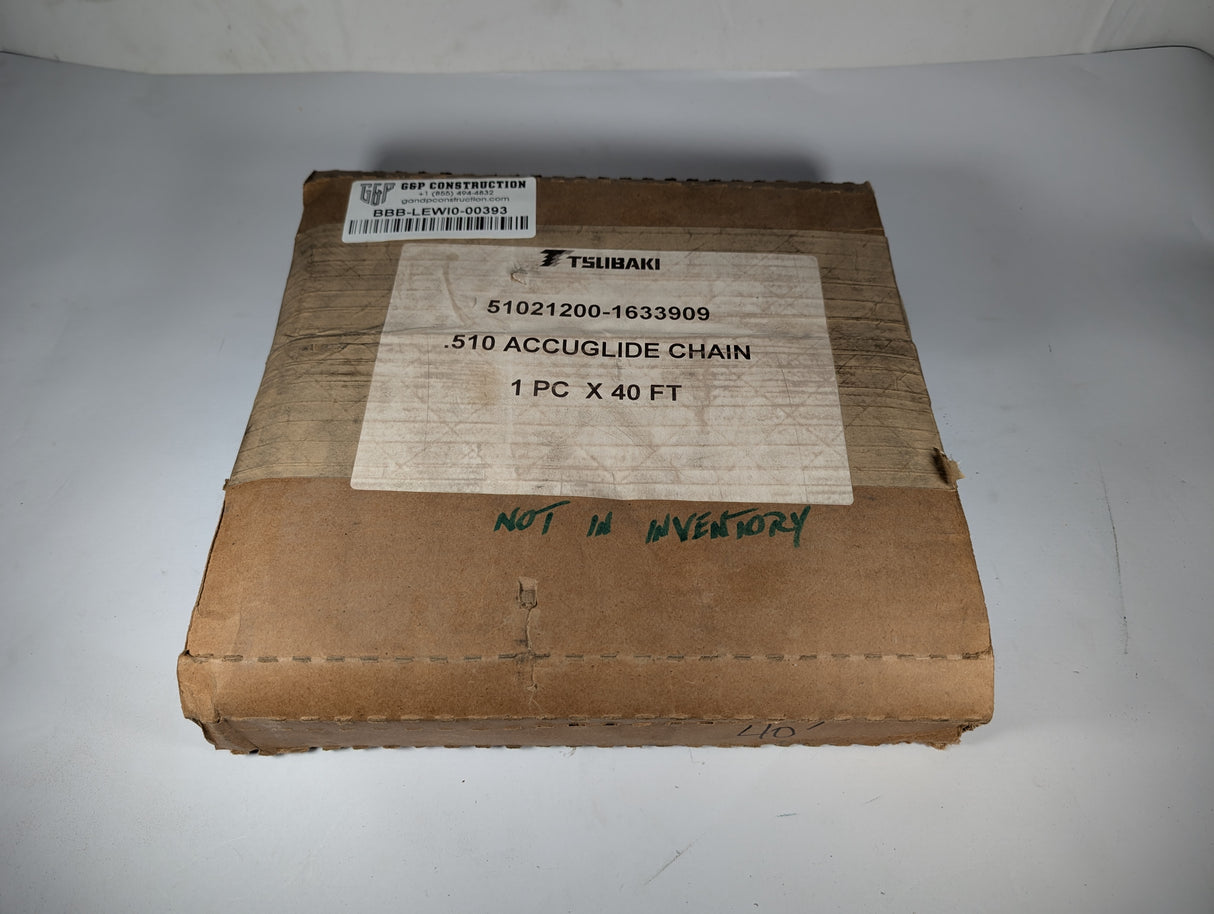 G&P G&P CONSTRUCTION
+1 (855) 494-4832
gandpconstruction.com
BBB-LEWI0-00393
TSUBAKI
51021200-1633909
.510 ACCUGLIDE CHAIN
1 PC X 40 FT
NOT IN INVENTORY
40'